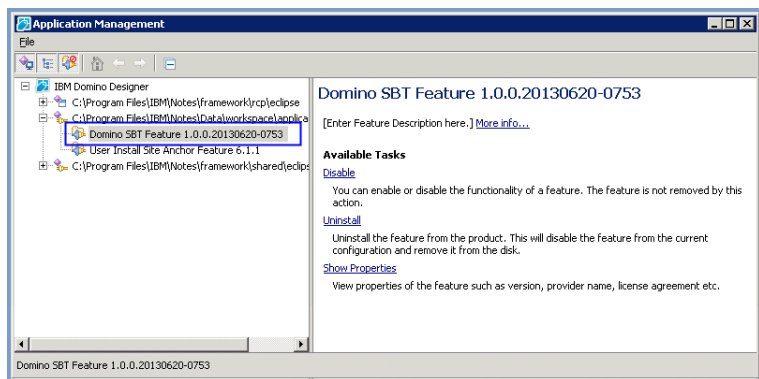 Application Management
File
IBM Domino Designer
C:\Program Files\IBM\Notes\framework\rcp\eclipse
C:\Program Files\IBM\Notes\Data\workspace\applica
Domino SBT Feature 1.0.0.20130620-0753
User Install Site Anchor Feature 6.1.1
C:\Program Files\IBM\Notes\framework\shared\eclips
Domino SBT Feature 1.0.0.20130620-0753
[Enter Feature Description here.] More info...
Available Tasks
Disable
You can enable or disable the functionality of a feature. The feature is not removed by this
action.
Uninstall
Uninstall the feature from the product. This will disable the feature from the current
configuration and remove it from the disk.
Show Properties
View properties of the feature such as version, provider name, license agreement etc.
Domino SBT Feature 1.0.0.20130620-0753